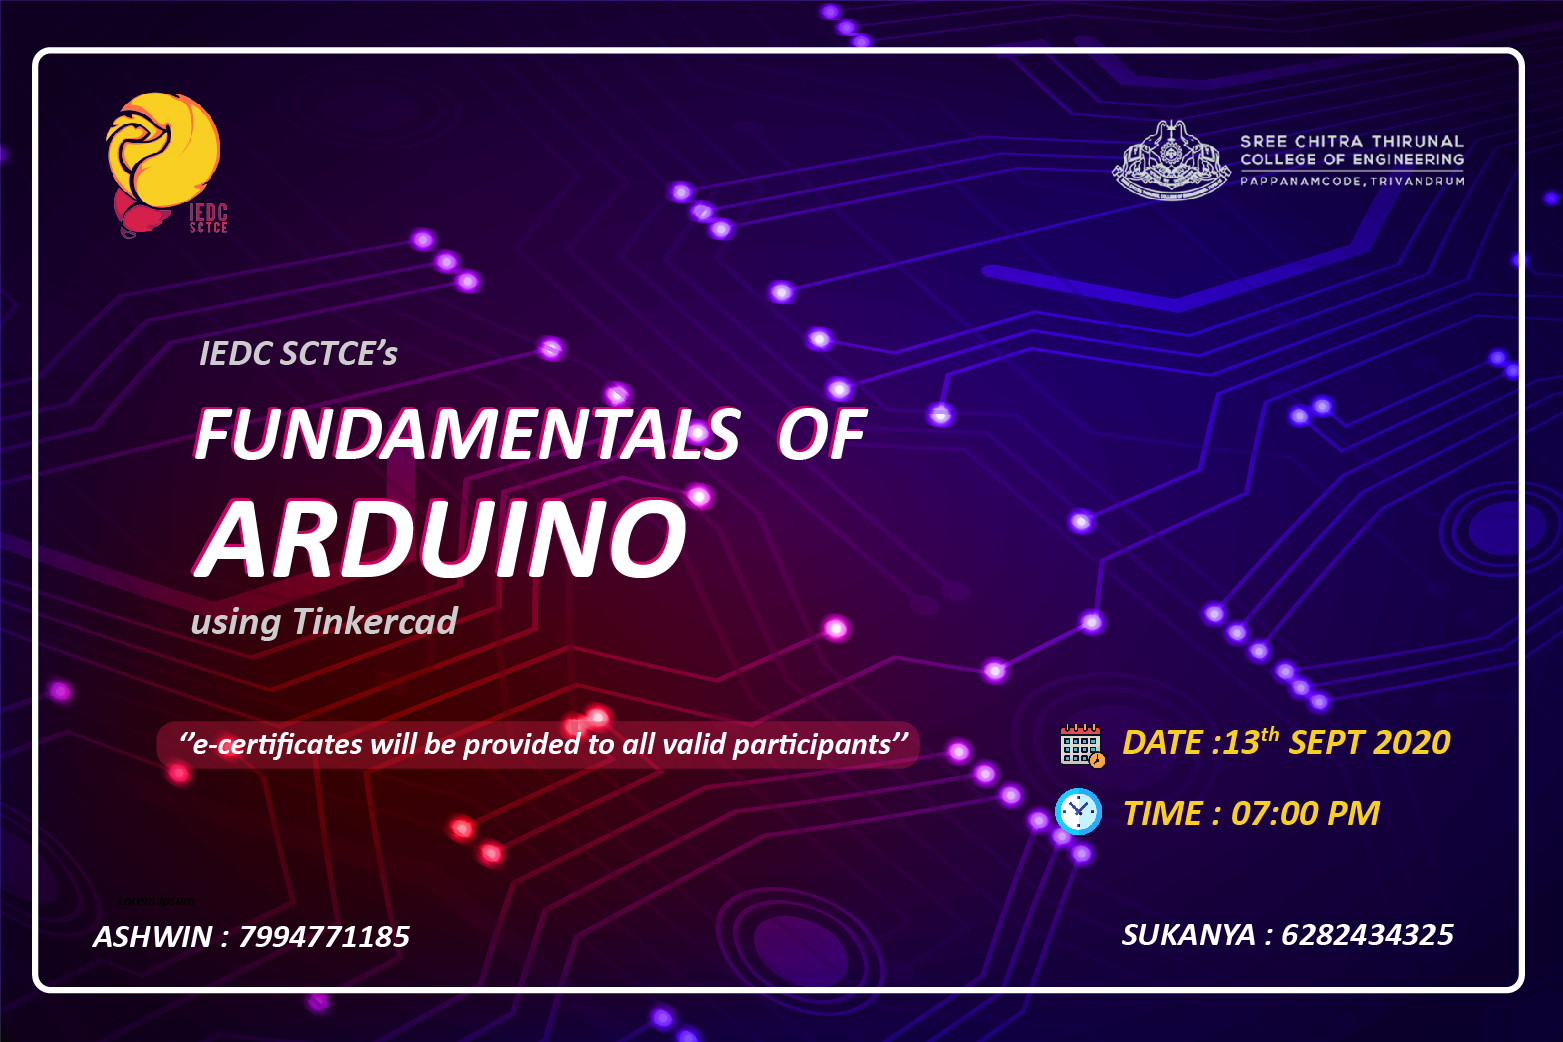 IEDC
SCTCE
SREE CHITRA THIRUNAL
COLLEGE OF ENGINEERING
PAPPANAMCODE, TRIVANDRUM
IEDC SCTCE’s
FUNDAMENTALS OF
ARDUINO
using Tinkercad
‘’e-certificates will be provided to all valid participants’’
DATE :13th SEPT 2020
TIME : 07:00 PM
Lorem ipsum
ASHWIN : 7994771185
SUKANYA : 6282434325